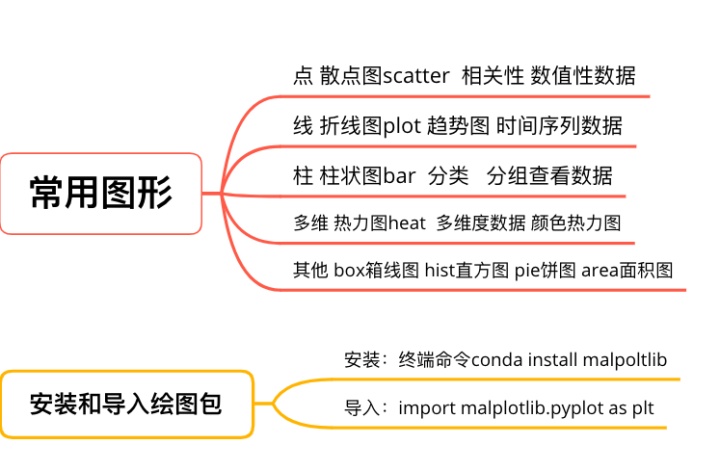 常用图形
点 散点图scatter 相关性 数值性数据
线 折线图plot 趋势图 时间序列数据
柱 柱状图bar 分类 分组查看数据
多维 热力图heat 多维度数据 颜色热力图
其他 box箱线图 hist直方图 pie饼图 area面积图
安装和导入绘图包
安装：终端命令conda install malpoltlib
导入：import malplotlib.pyplot as plt